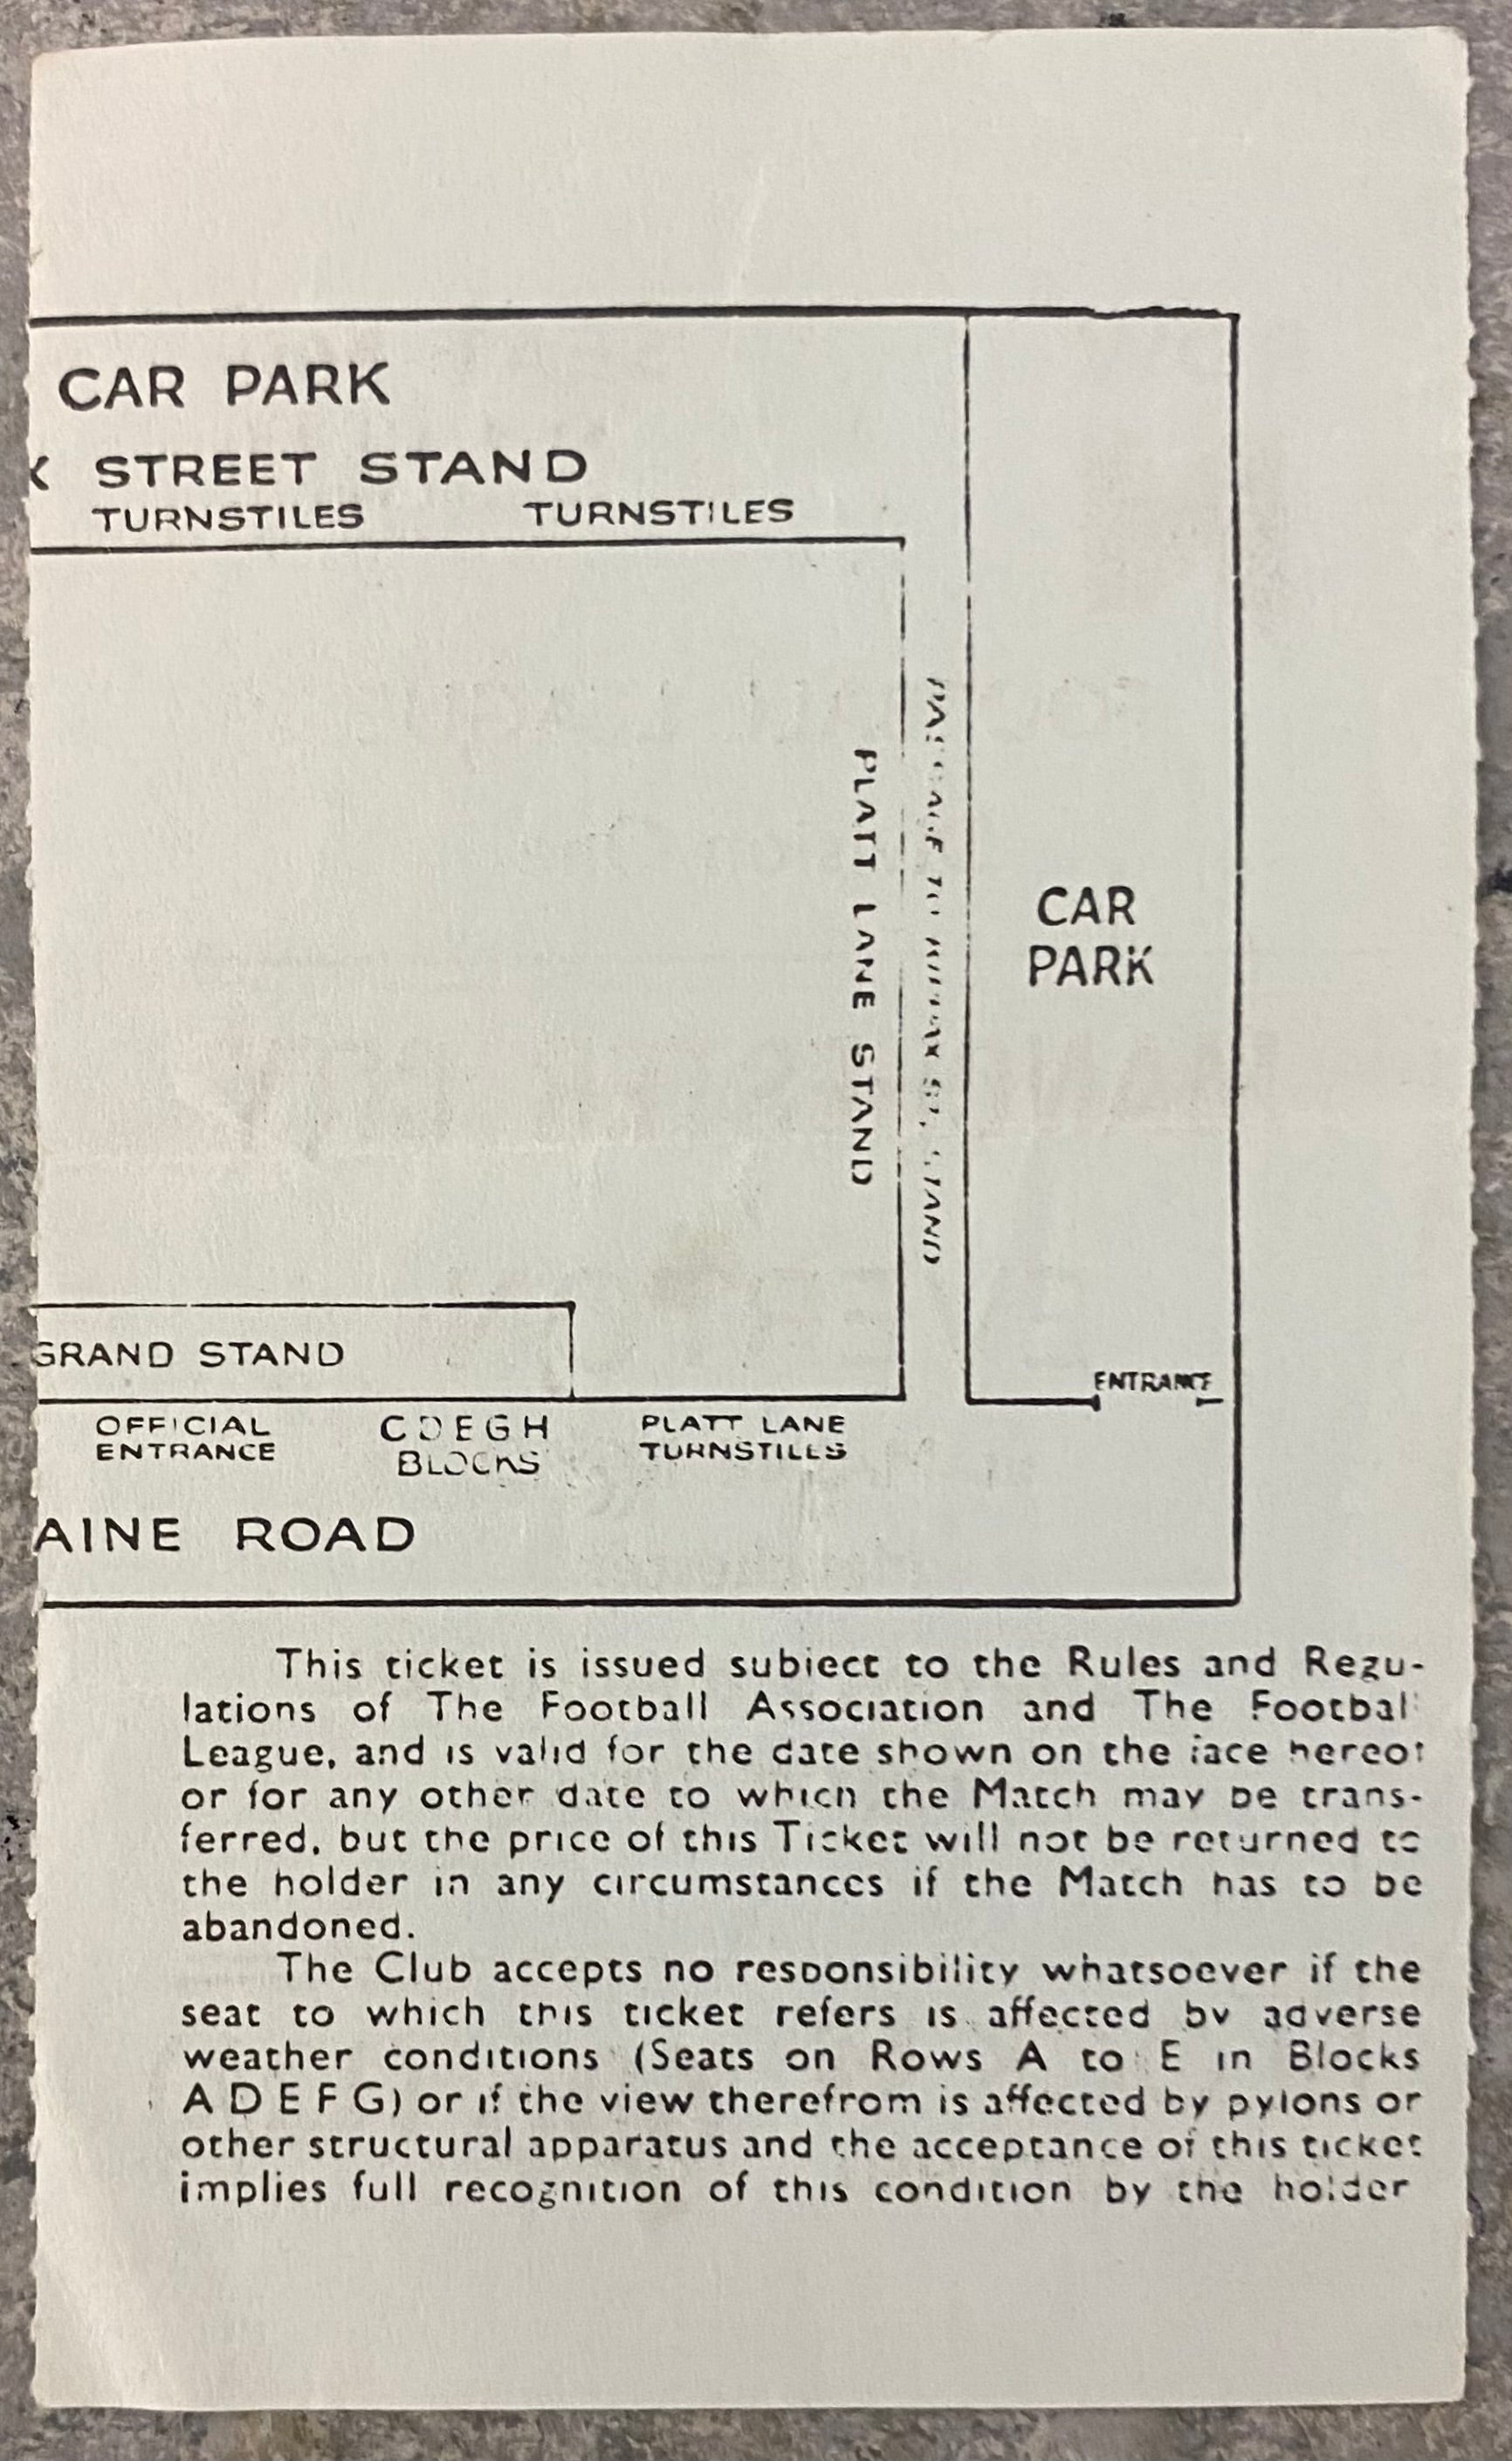 CAR PARK
K STREET STAND
TURNSTILES TURNSTILES
PLATT LANE STAND
PASSAGE TO KIPPAX ST. STAND
CAR
PARK
GRAND STAND
ENTRANCE
OFFICIAL
ENTRANCE
C D E G H
BLOCKS
PLATT LANE
TURNSTILES
AINE ROAD
This ticket is issued subject to the Rules and Regu-
lations of The Football Association and The Football
League, and is valid for the date shown on the face hereof
or for any other date to which the Match may be trans-
ferred, but the price of this Ticket will not be returned to
the holder in any circumstances if the Match has to be
abandoned.
The Club accepts no responsibility whatsoever if the
seat to which this ticket refers is affected by adverse
weather conditions (Seats on Rows A to E in Blocks
A D E F G) or if the view therefrom is affected by pylons or
other structural apparatus and the acceptance of this ticket
implies full recognition of this condition by the holder